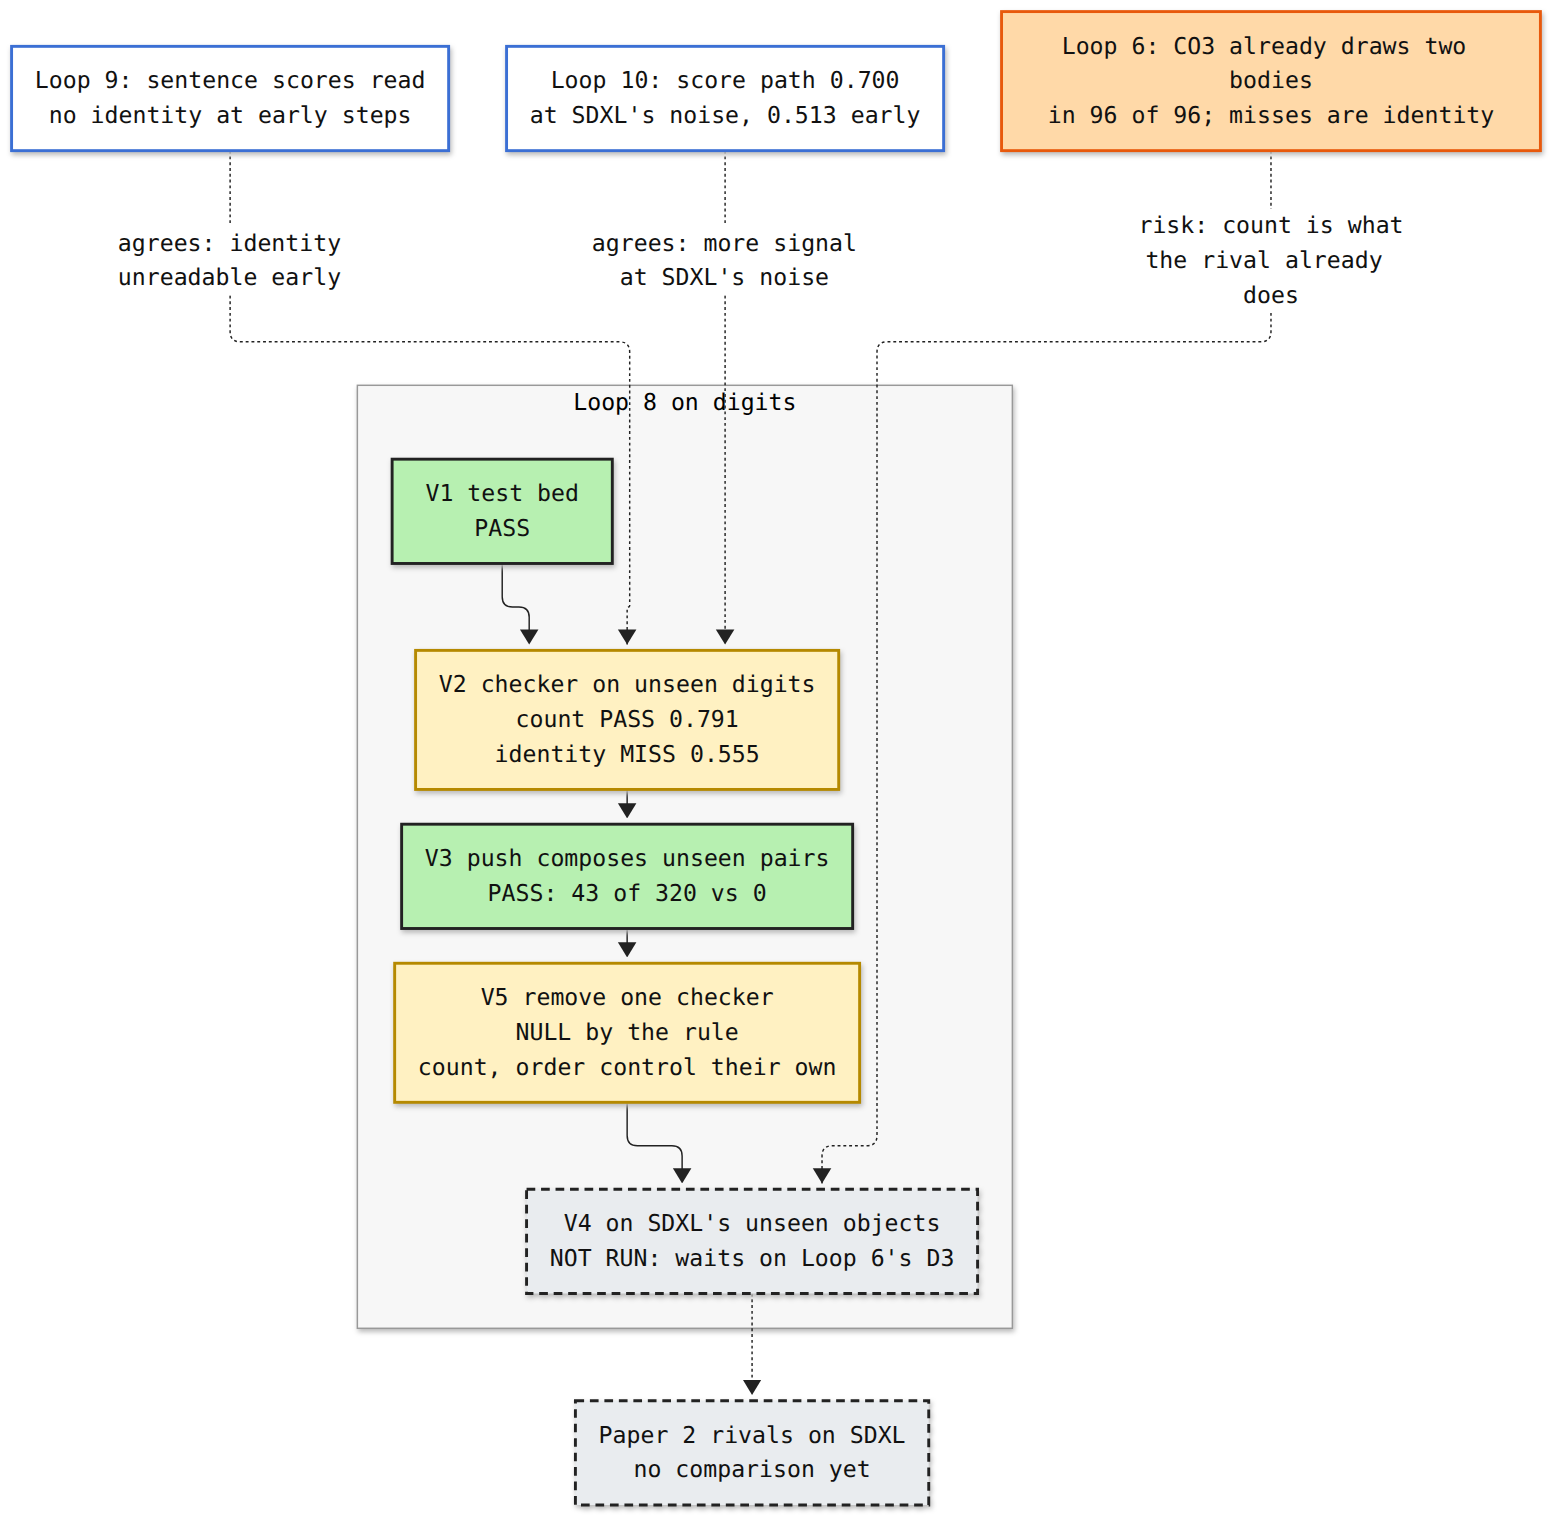 Loop 9: sentence scores read
no identity at early steps
Loop 10: score path 0.700
at SDXL's noise, 0.513 early
Loop 6: CO3 already draws two
bodies
in 96 of 96; misses are identity
agrees: identity
unreadable early
agrees: more signal
at SDXL's noise
risk: count is what
the rival already
does
Loop 8 on digits
V1 test bed
PASS
V2 checker on unseen digits
count PASS 0.791
identity MISS 0.555
V3 push composes unseen pairs
PASS: 43 of 320 vs 0
V5 remove one checker
NULL by the rule
count, order control their own
V4 on SDXL's unseen objects
NOT RUN: waits on Loop 6's D3
Paper 2 rivals on SDXL
no comparison yet